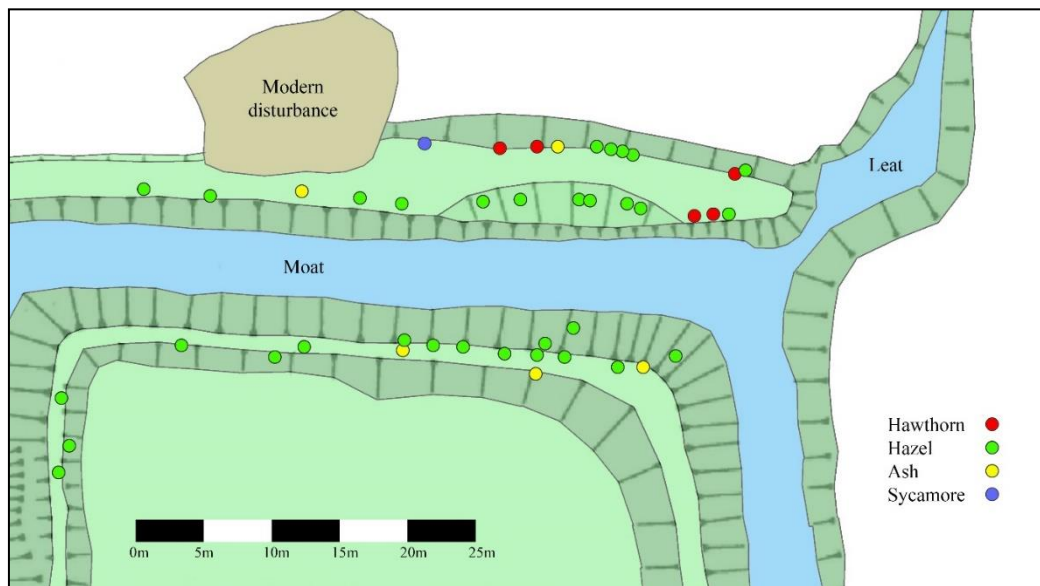 Modern
disturbance
Leat
Moat
Hawthorn
Hazel
Ash
Sycamore
0m 5m 10m 15m 20m 25m